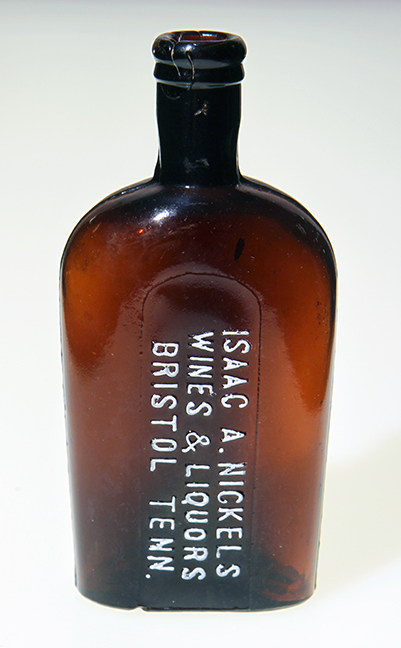 ISAAC A. NICKELS
WINES & LIQUORS
BRISTOL TENN.